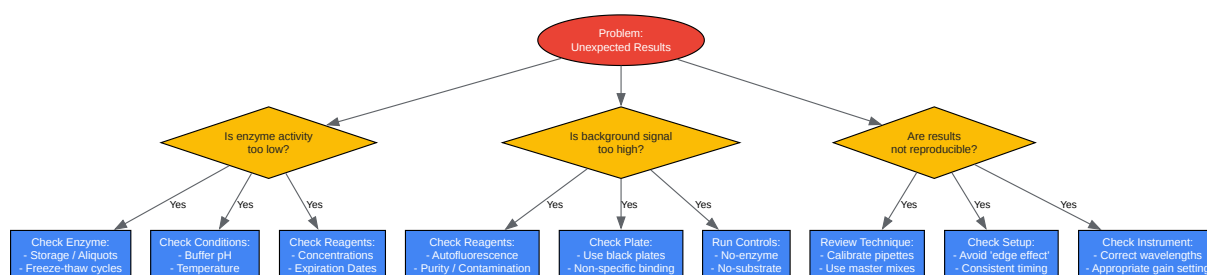 Problem:
Unexpected Results
Is enzyme activity
too low?
Is background signal
too high?
Are results
not reproducible?
Yes
Yes
Yes
Yes
Yes
Yes
Yes
Yes
Yes
Check Enzyme:
- Storage / Aliquots
- Freeze-thaw cycles
Check Conditions:
- Buffer pH
- Temperature
Check Reagents:
- Concentrations
- Expiration Dates
Check Reagents:
- Autofluorescence
- Purity / Contamination
Check Plate:
- Use black plates
- Non-specific binding
Run Controls:
- No-enzyme
- No-substrate
Review Technique:
- Calibrate pipettes
- Use master mixes
Check Setup:
- Avoid 'edge effect'
- Consistent timing
Check Instrument:
- Correct wavelengths
- Appropriate gain setting